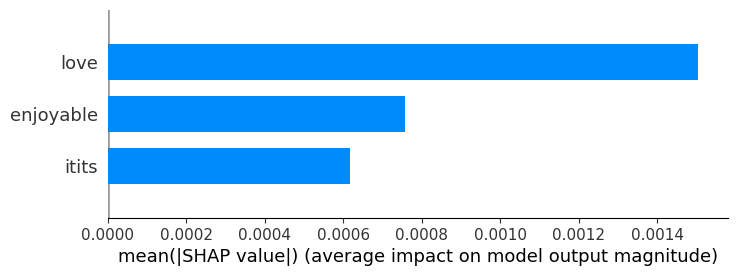 love
enjoyable
itits
0.0000 0.0002 0.0004 0.0006 0.0008 0.0010 0.0012 0.0014
mean(|SHAP value|) (average impact on model output magnitude)